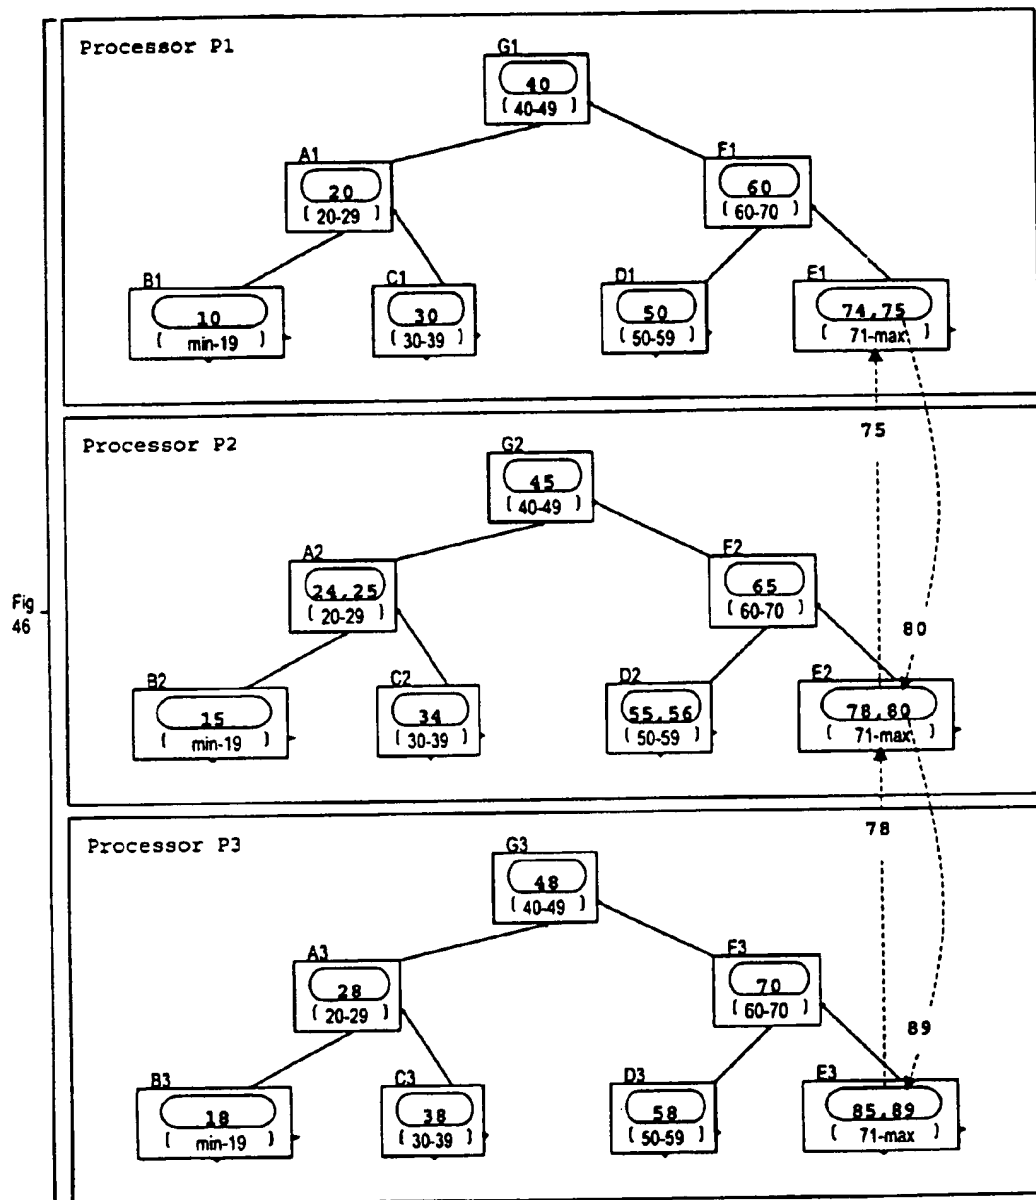 Processor P1
G1
40
( 40-49 )
A1
20
( 20-29 )
F1
60
( 60-70 )
B1
10
( min-19 )
C1
30
( 30-39 )
D1
50
( 50-59 )
E1
74,75
( 71-max )
75
80
Fig 46
Processor P2
G2
45
( 40-49 )
A2
24,25
( 20-29 )
F2
65
( 60-70 )
B2
15
( min-19 )
C2
34
( 30-39 )
D2
55,56
( 50-59 )
E2
78,80
( 71-max )
78
89
Processor P3
G3
48
( 40-49 )
A3
28
( 20-29 )
F3
70
( 60-70 )
B3
18
( min-19 )
C3
38
( 30-39 )
D3
58
( 50-59 )
E3
85,89
( 71-max )